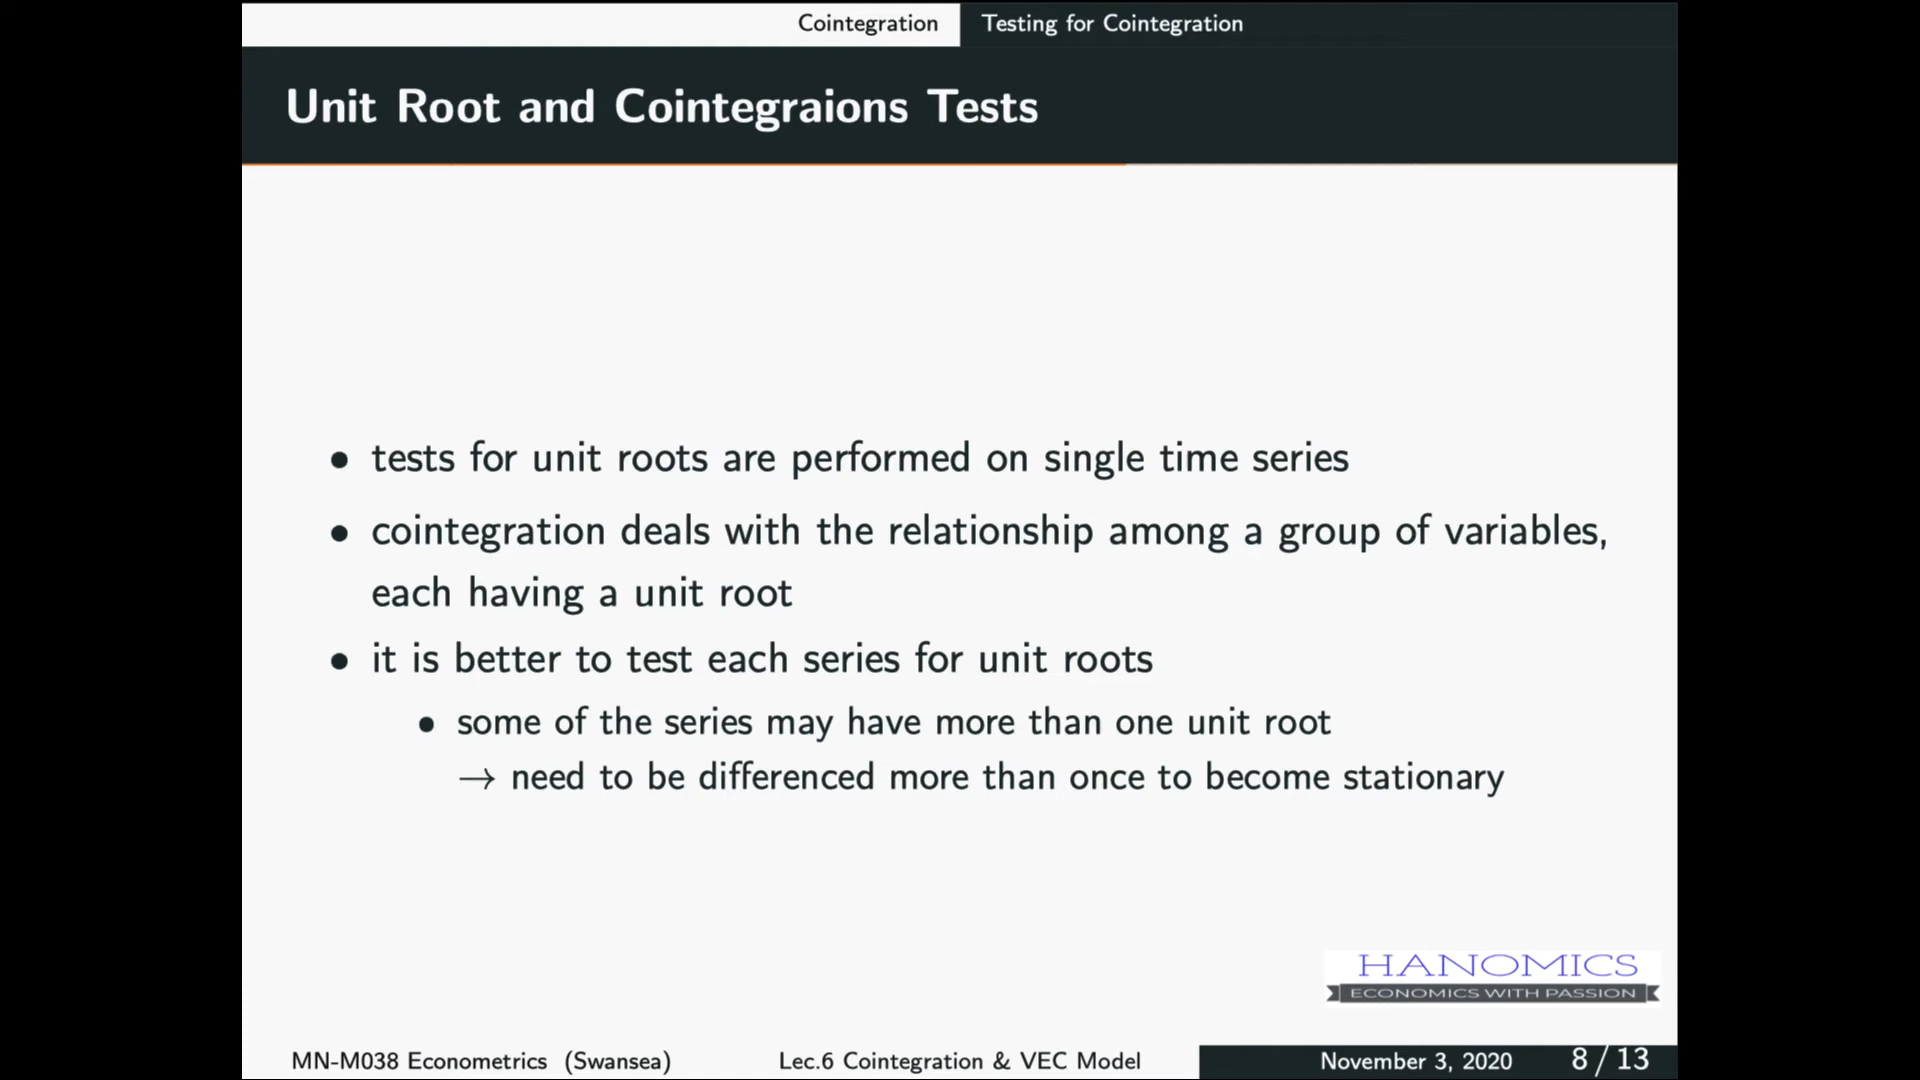 Cointegration Testing for Cointegration
Unit Root and Cointegraions Tests
• tests for unit roots are performed on single time series
• cointegration deals with the relationship among a group of variables,
each having a unit root
• it is better to test each series for unit roots
• some of the series may have more than one unit root
→ need to be differenced more than once to become stationary
HANOMICS
ECONOMICS WITH PASSION
MN-M038 Econometrics (Swansea) Lec.6 Cointegration & VEC Model November 3, 2020 8 / 13